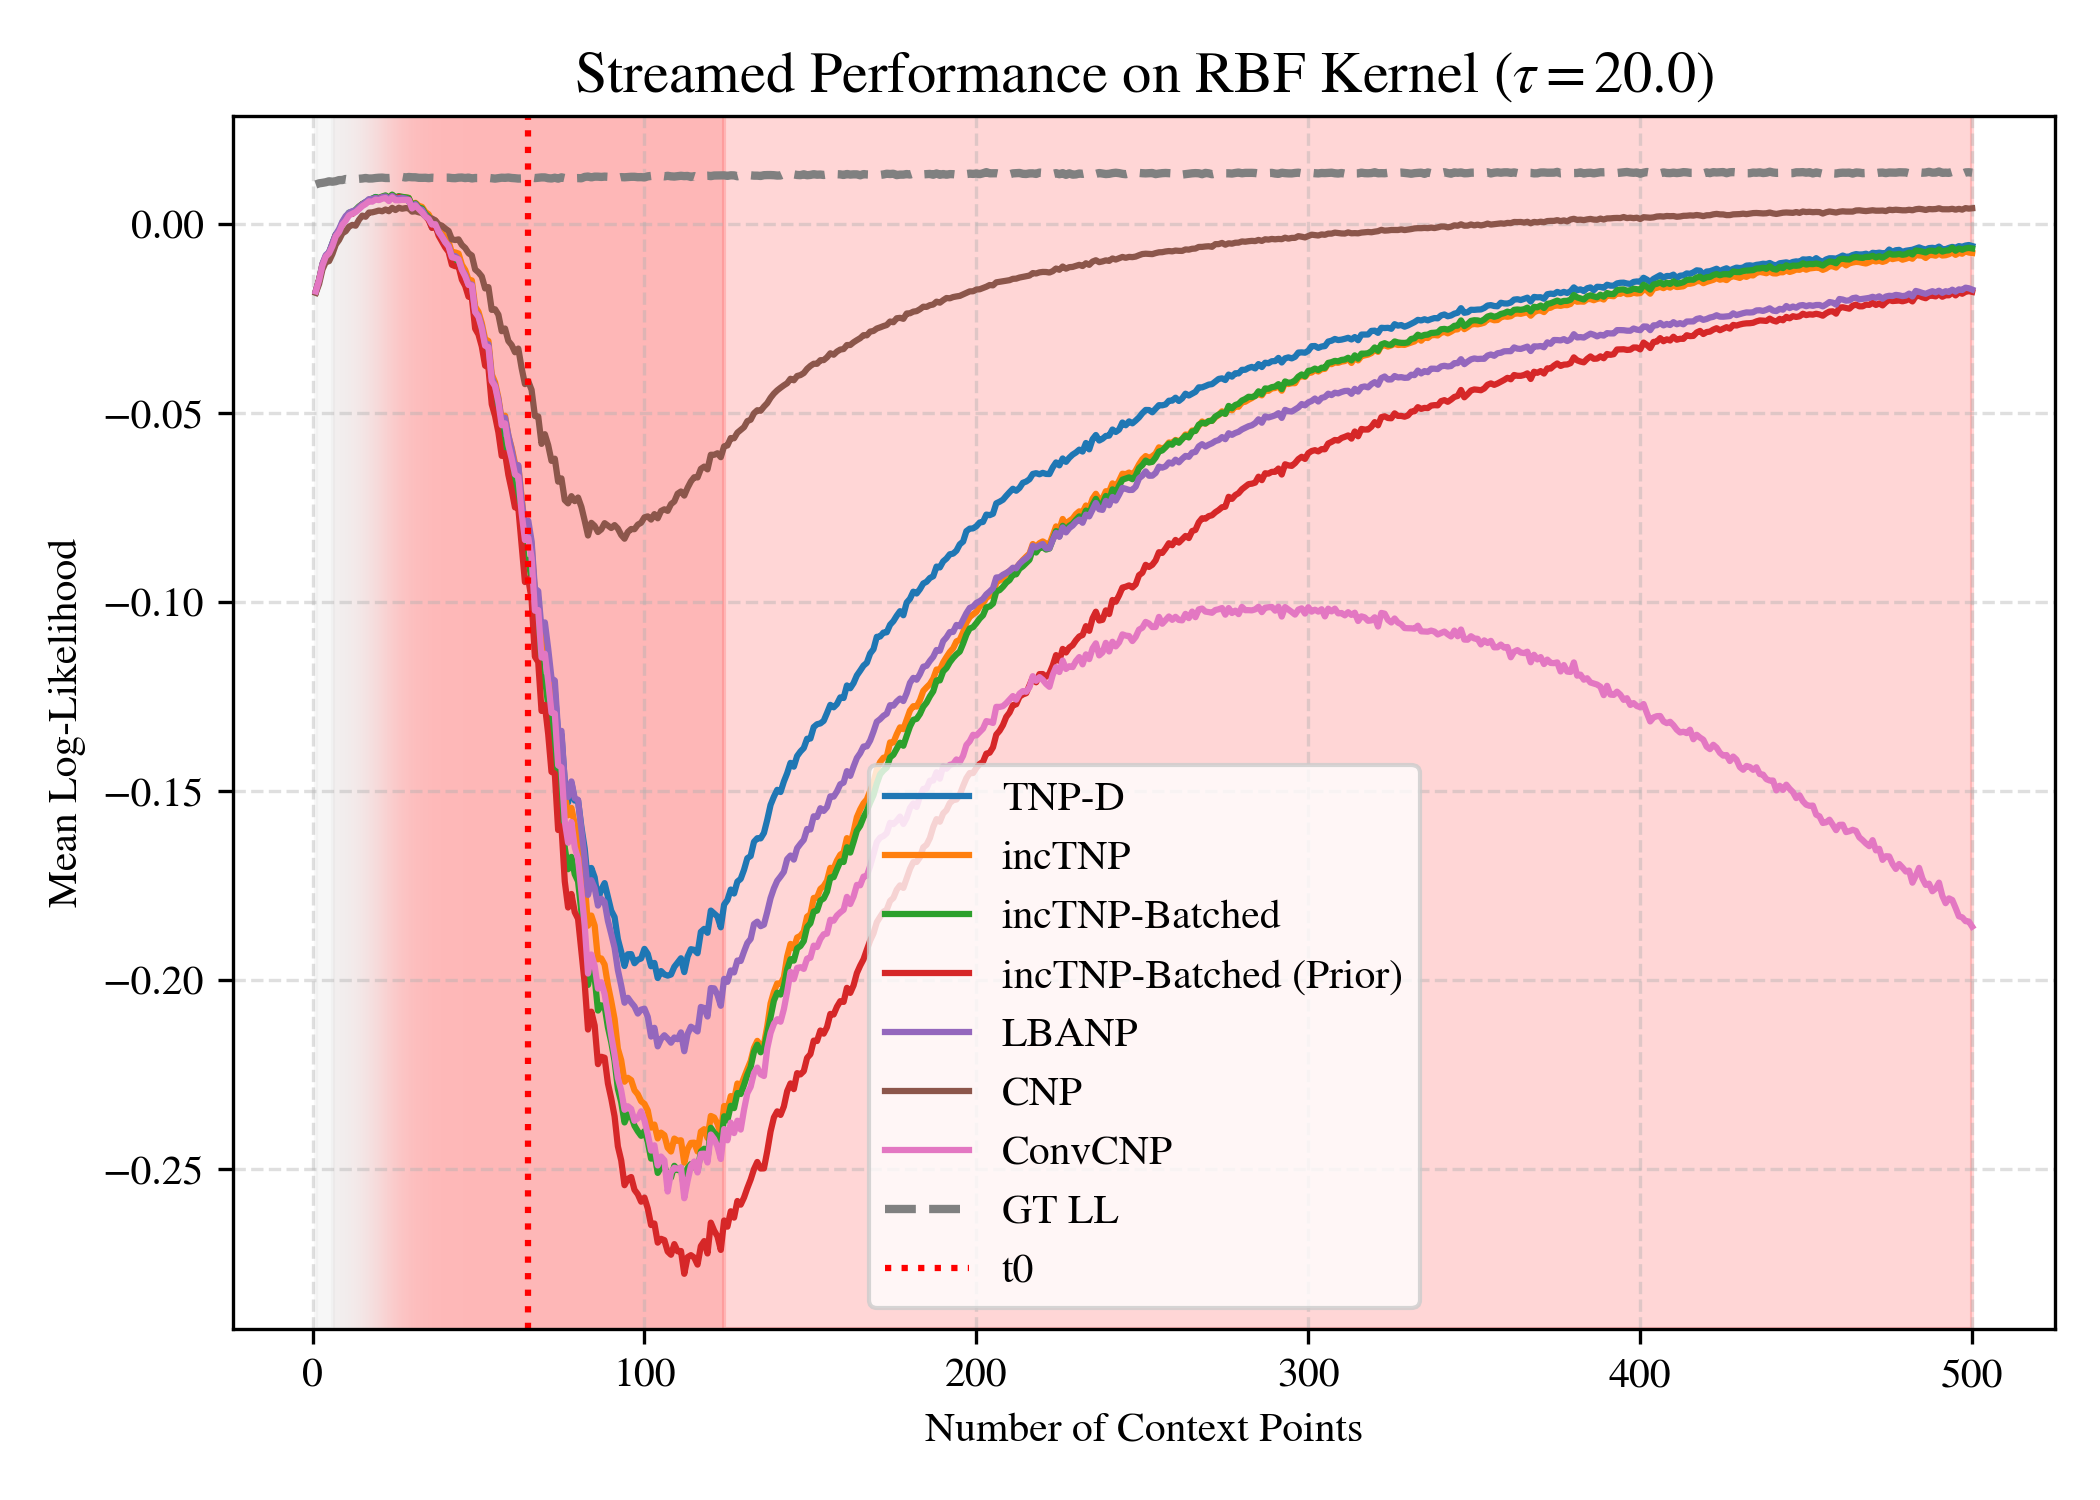 Streamed Performance on RBF Kernel (τ = 20.0)
Mean Log-Likelihood
0.00
−0.05
−0.10
−0.15
−0.20
−0.25
TNP-D
incTNP
incTNP-Batched
incTNP-Batched (Prior)
LBANP
CNP
ConvCNP
GT LL
t0
0 100 200 300 400 500
Number of Context Points